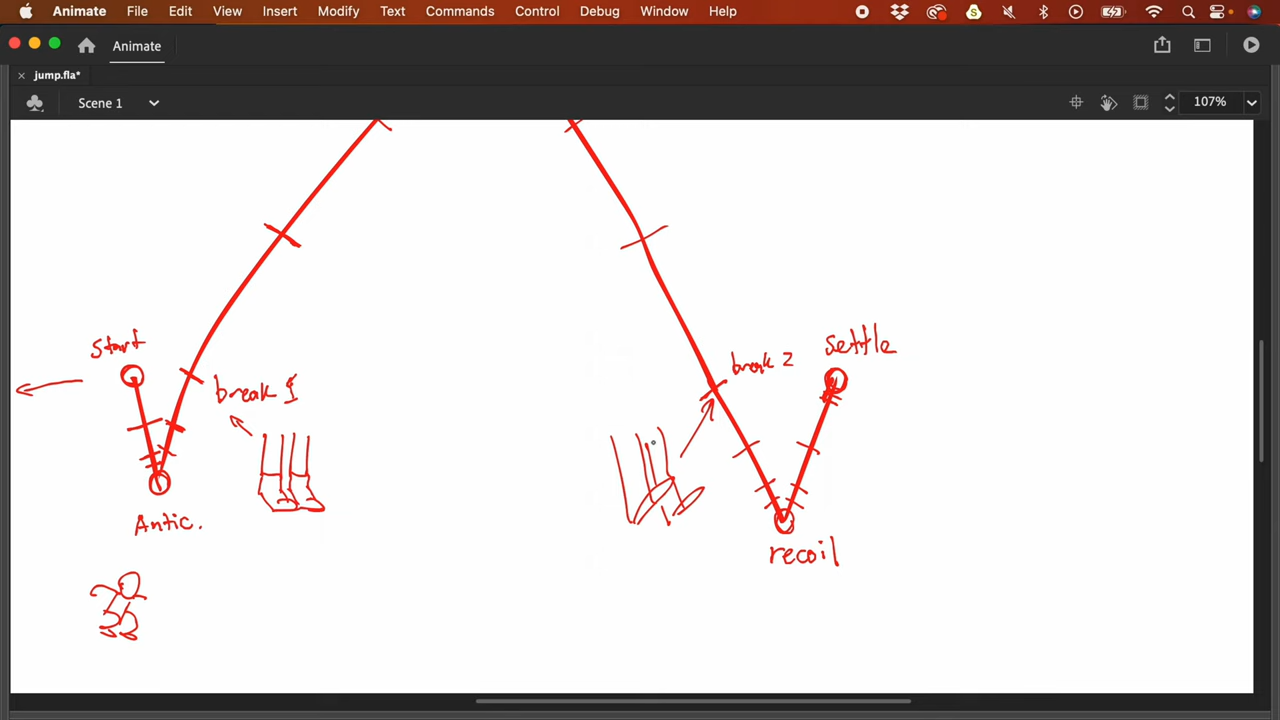 Animate File Edit View Insert Modify Text Commands Control Debug Window Help
Animate
jump.fla*
Scene 1
107%
start
break 1
Antic.
break 2
settle
recoil